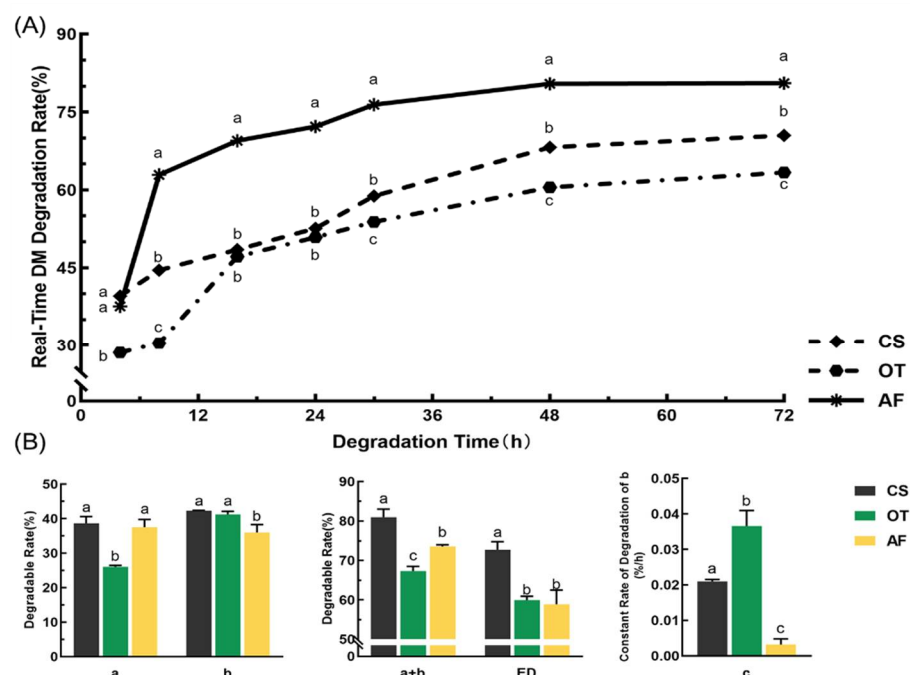 (A)
Real-Time DM Degradation Rate(%)
90
75
60
45
30
0
a
a
a
a
a
a
a
a
b
b
b
b
b
b
b
c
b
b
c
c
c
CS
OT
AF
0 12 24 36 48 60 72
Degradation Time(h)
(B)
Degradable Rate(%)
50
40
30
20
10
0
a b a
a a b
a b
Degradable Rate(%)
90
80
70
60
50
0
a c b
a b b
a+b ED
Constant Rate of Degradation of b
(%/h)
0.05
0.04
0.03
0.02
0.01
0.00
a b c
c
CS
OT
AF